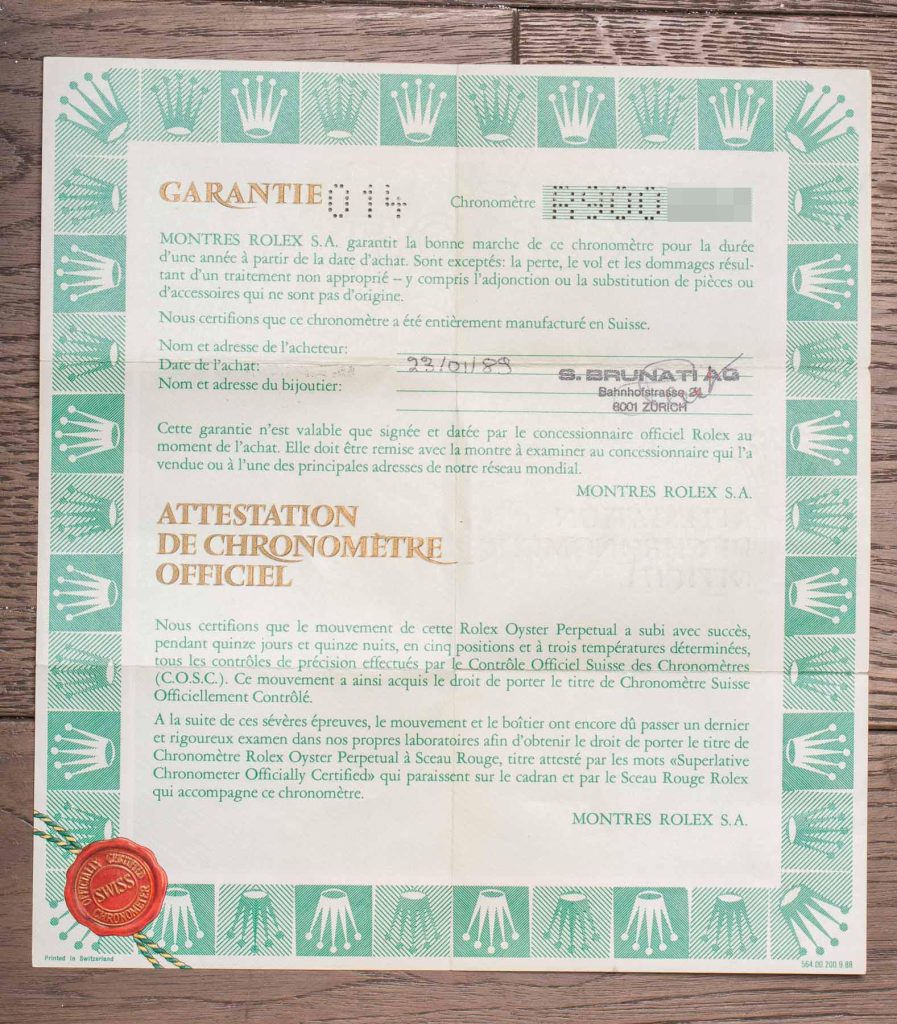 GARANTIE 014 Chronomètre R900
MONTRES ROLEX S.A. garantit la bonne marche de ce chronomètre pour la durée
d'une année à partir de la date d'achat. Sont exceptés: la perte, le vol et les dommages résul-
tant d'un traitement non approprié – y compris l'adjonction ou la substitution de pièces ou
d'accessoires qui ne sont pas d'origine.
Nous certifions que ce chronomètre a été entièrement manufacturé en Suisse.
Nom et adresse de l'acheteur:
Date de l'achat: 23/01/89
Nom et adresse du bijoutier:
S. BRUNATI AG
Bahnhofstrasse
8001 ZÜRICH
Cette garantie n'est valable que signée et datée par le concessionnaire officiel Rolex au
moment de l'achat. Elle doit être remise avec la montre à examiner au concessionnaire qui l'a
vendue ou à l'une des principales adresses de notre réseau mondial.
MONTRES ROLEX S.A.
ATTESTATION
DE CHRONOMÈTRE
OFFICIEL
Nous certifions que le mouvement de cette Rolex Oyster Perpetual a subi avec succès,
pendant quinze jours et quinze nuits, en cinq positions et à trois températures déterminées,
tous les contrôles de précision effectués par le Contrôle Officiel Suisse des Chronomètres
(C.O.S.C.). Ce mouvement a ainsi acquis le droit de porter le titre de Chronomètre Suisse
Officiellement Contrôlé.
A la suite de ces sévères épreuves, le mouvement et le boîtier ont encore dû passer un dernier
et rigoureux examen dans nos propres laboratoires afin d'obtenir le droit de porter le titre de
Chronomètre Rolex Oyster Perpetual à Sceau Rouge, titre attesté par les mots «Superlative
Chronometer Officially Certified» qui paraissent sur le cadran et par le Sceau Rouge Rolex
qui accompagne ce chronomètre.
MONTRES ROLEX S.A.
OFFICIALLY CERTIFIED
SWISS
CHRONOMETER
Printed in Switzerland
564.00.200.9.88